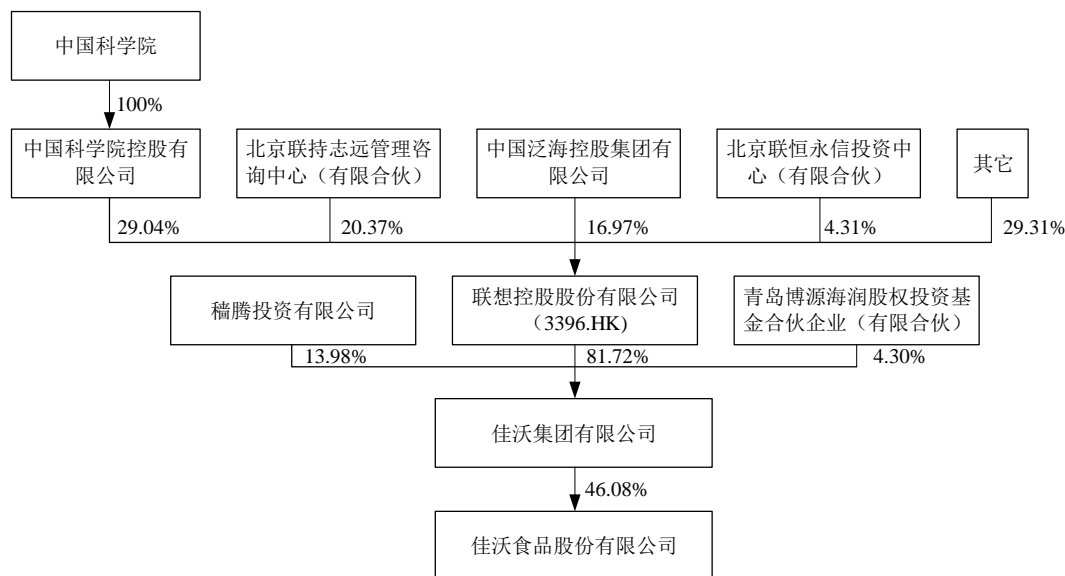 中国科学院
100%
中国科学院控股有
限公司
北京联持志远管理咨
询中心（有限合伙）
中国泛海控股集团有
限公司
北京联恒永信投资中
心（有限合伙）
其它
29.04%
20.37%
16.97%
4.31%
29.31%
穑腾投资有限公司
联想控股股份有限公司
（3396.HK）
青岛博源海润股权投资基
金合伙企业（有限合伙）
13.98%
81.72%
4.30%
佳沃集团有限公司
46.08%
佳沃食品股份有限公司